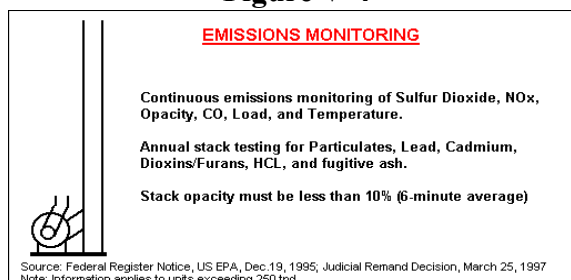 EMISSIONS MONITORING
Continuous emissions monitoring of Sulfur Dioxide, NOx,
Opacity, CO, Load, and Temperature.
Annual stack testing for Particulates, Lead, Cadmium,
Dioxins/Furans, HCL, and fugitive ash.
Stack opacity must be less than 10% (6-minute average)
Source: Federal Register Notice, US EPA, Dec.19, 1995; Judicial Remand Decision, March 25, 1997
Note: Information applies to units exceeding 250 tpd